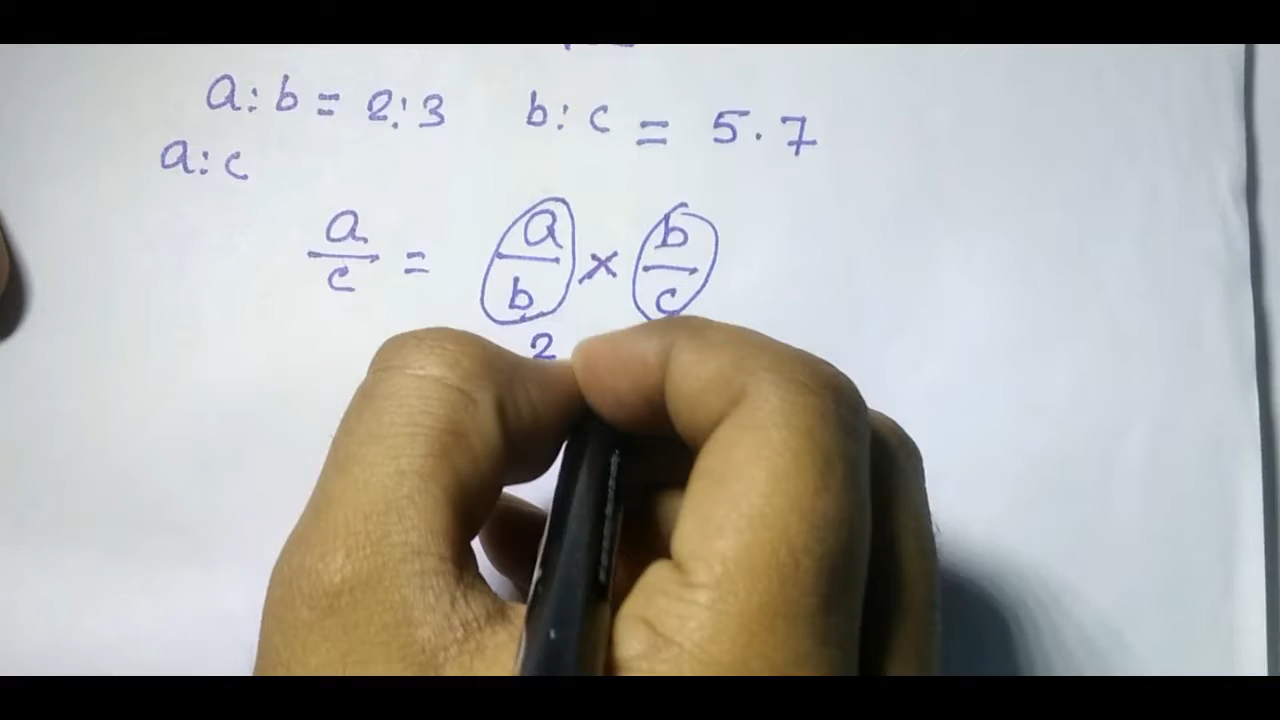 a:b = 2:3 b:c = 5.7
a:c
a/c = a/b × b/c
2